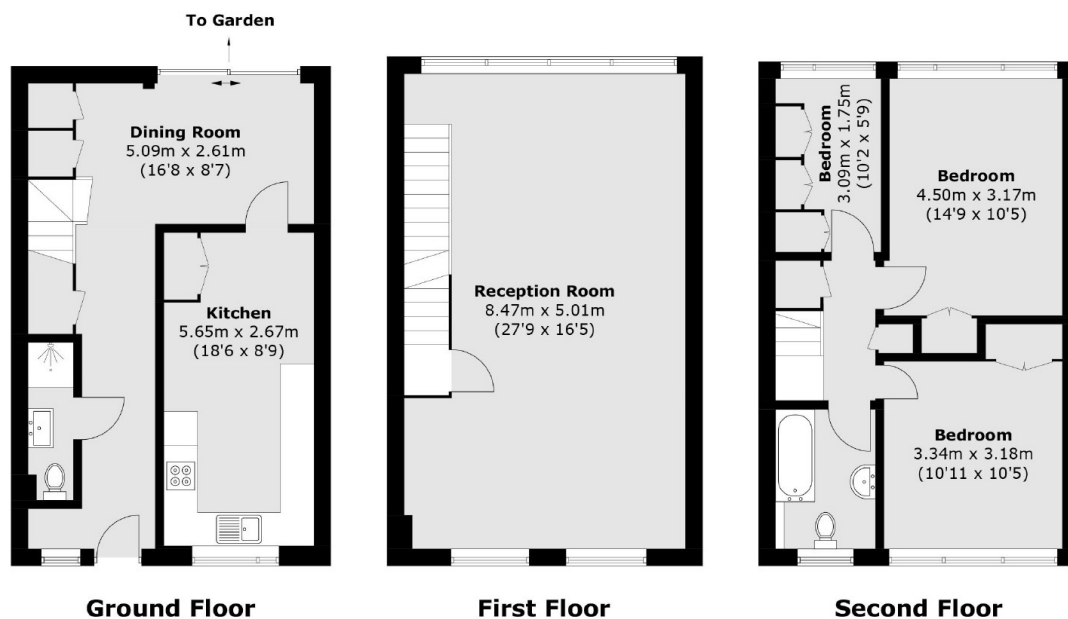 To Garden
Dining Room
5.09m x 2.61m
(16'8 x 8'7)
Kitchen
5.65m x 2.67m
(18'6 x 8'9)
Ground Floor
Reception Room
8.47m x 5.01m
(27'9 x 16'5)
First Floor
Bedroom
3.09m x 1.75m
(10'2 x 5'9)
Bedroom
4.50m x 3.17m
(14'9 x 10'5)
Bedroom
3.34m x 3.18m
(10'11 x 10'5)
Second Floor